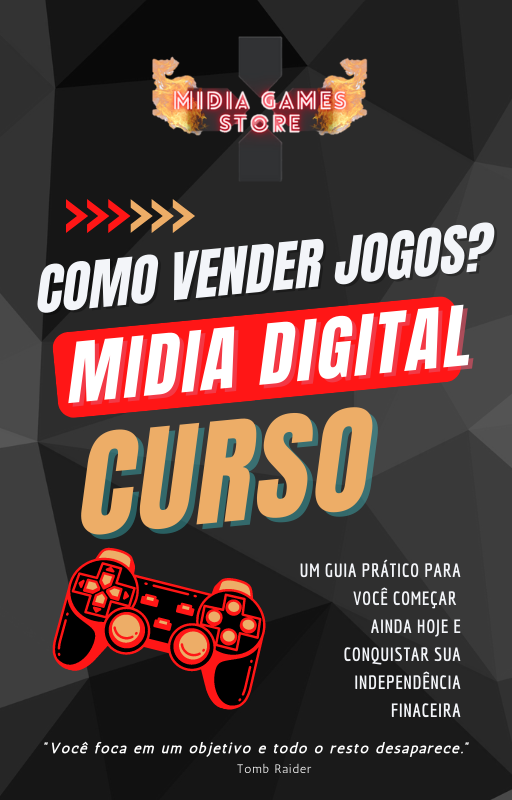 MIDIA GAMES
STORE
COMO VENDER JOGOS?
MIDIA DIGITAL
CURSO
UM GUIA PRÁTICO PARA
VOCÊ COMEÇAR
AINDA HOJE E
CONQUISTAR SUA
INDEPENDÊNCIA
FINACEIRA
"Você foca em um objetivo e todo o resto desaparece."
Tomb Raider